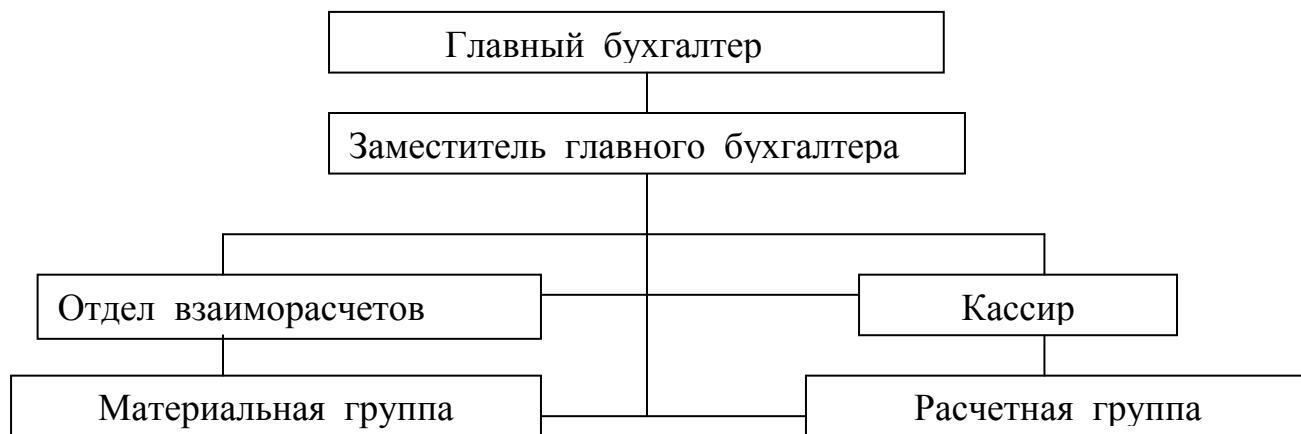 Главный бухгалтер
Заместитель главного бухгалтера
Отдел взаиморасчетов
Кассир
Материальная группа
Расчетная группа